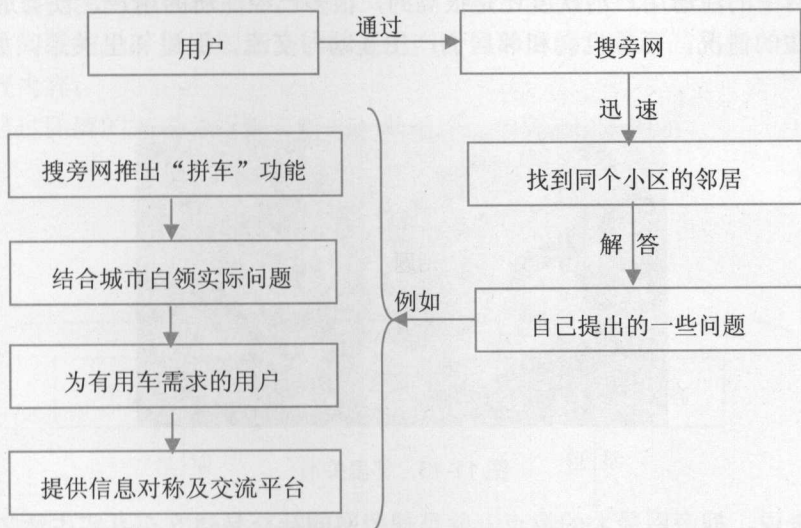 用户
通过
搜旁网
迅速
找到同个小区的邻居
解答
自己提出的一些问题
例如
搜旁网推出“拼车”功能
结合城市白领实际问题
为有用车需求的用户
提供信息对称及交流平台